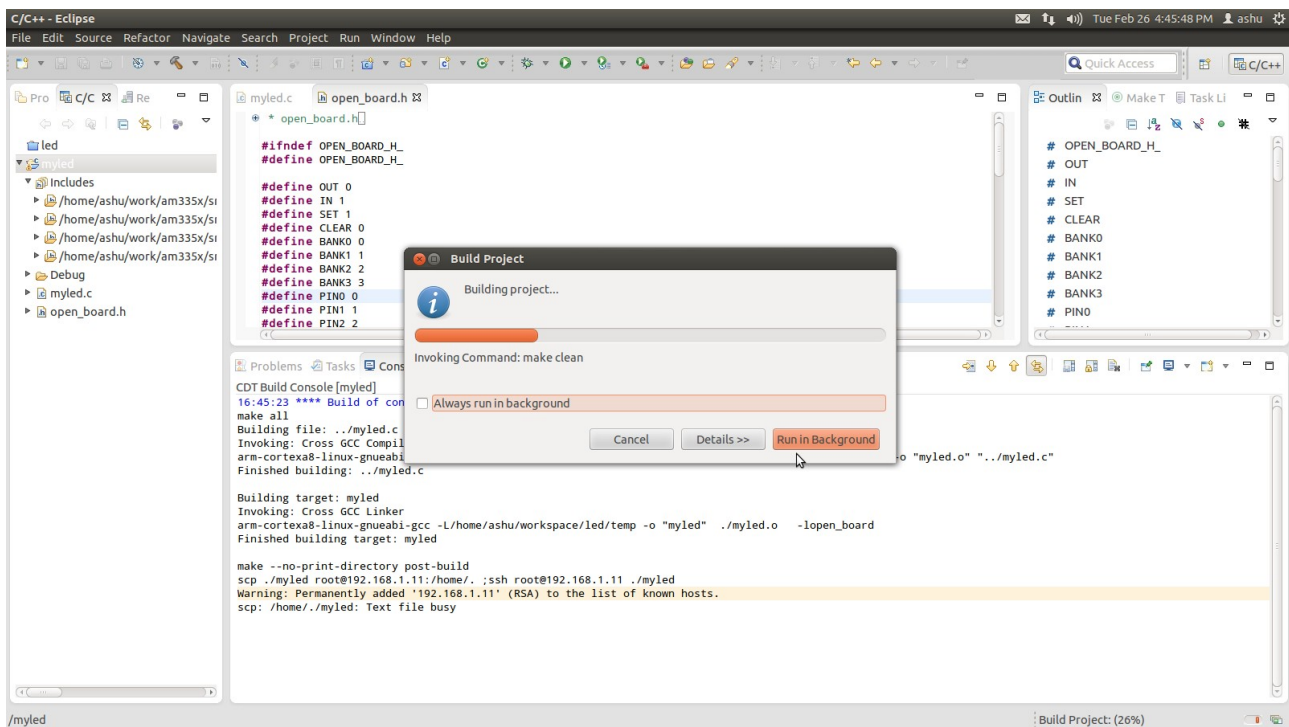 C/C++ - Eclipse
Tue Feb 26 4:45:48 PM ashu
File Edit Source Refactor Navigate Search Project Run Window Help
Quick Access
C/C++
Pro C/C Re
myled.c open_board.h
Outlin Make T Task Li
led
myled
Includes
/home/ashu/work/am335x/sr
/home/ashu/work/am335x/sr
/home/ashu/work/am335x/sr
/home/ashu/work/am335x/sr
Debug
myled.c
open_board.h
* open_board.h
#ifndef OPEN_BOARD_H_
#define OPEN_BOARD_H_
#define OUT 0
#define IN 1
#define SET 1
#define CLEAR 0
#define BANK0 0
#define BANK1 1
#define BANK2 2
#define BANK3 3
#define PIN0 0
#define PIN1 1
#define PIN2 2
# OPEN_BOARD_H_
# OUT
# IN
# SET
# CLEAR
# BANK0
# BANK1
# BANK2
# BANK3
# PIN0
Build Project
Building project...
Invoking Command: make clean
Always run in background
Cancel Details >> Run in Background
Problems Tasks Cons
CDT Build Console [myled]
16:45:23 **** Build of con
make all
Building file: ../myled.c
Invoking: Cross GCC Compil
arm-cortexa8-linux-gnueabi o "myled.o" "../myled.c"
Finished building: ../myled.c
Building target: myled
Invoking: Cross GCC Linker
arm-cortexa8-linux-gnueabi-gcc -L/home/ashu/workspace/led/temp -o "myled" ./myled.o -lopen_board
Finished building target: myled
make --no-print-directory post-build
scp ./myled root@192.168.1.11:/home/. ;ssh root@192.168.1.11 ./myled
Warning: Permanently added '192.168.1.11' (RSA) to the list of known hosts.
scp: /home/./myled: Text file busy
/myled
Build Project: (26%)